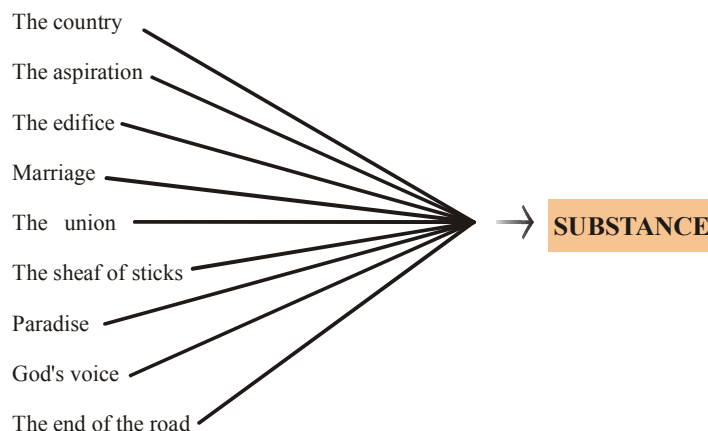 The country
The aspiration
The edifice
Marriage
The union
SUBSTANCE
The sheaf of sticks
Paradise
God's voice
The end of the road